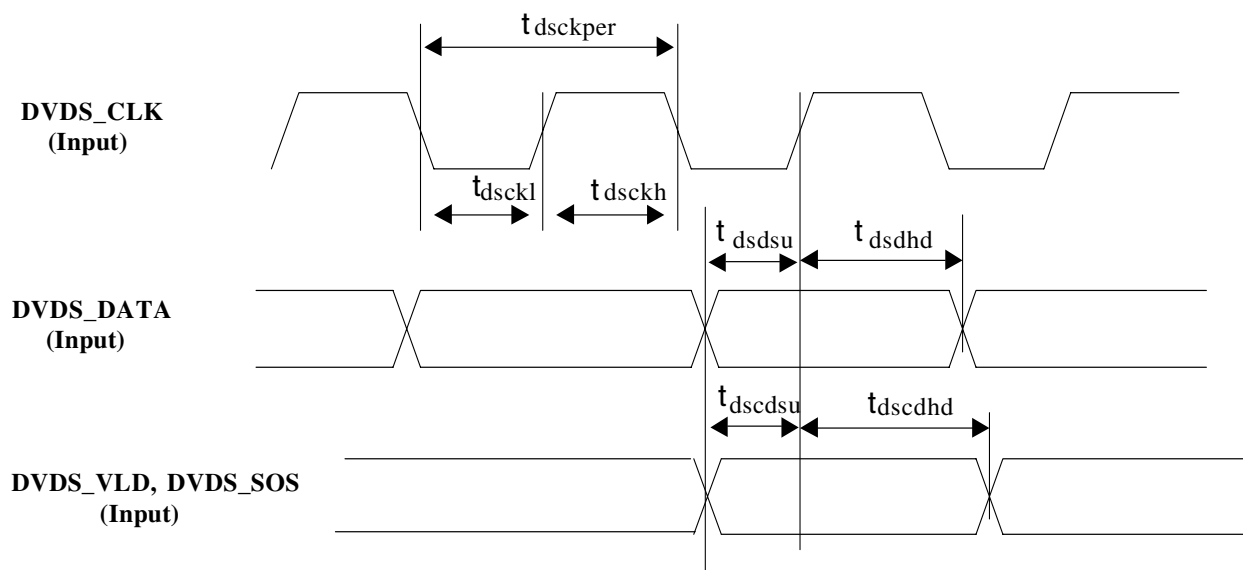 t dsckper
DVDS_CLK
(Input)
tdsckl
t dsckh
t dsdsu
t dsdhd
DVDS_DATA
(Input)
tdscdsu
tdscdhd
DVDS_VLD, DVDS_SOS
(Input)